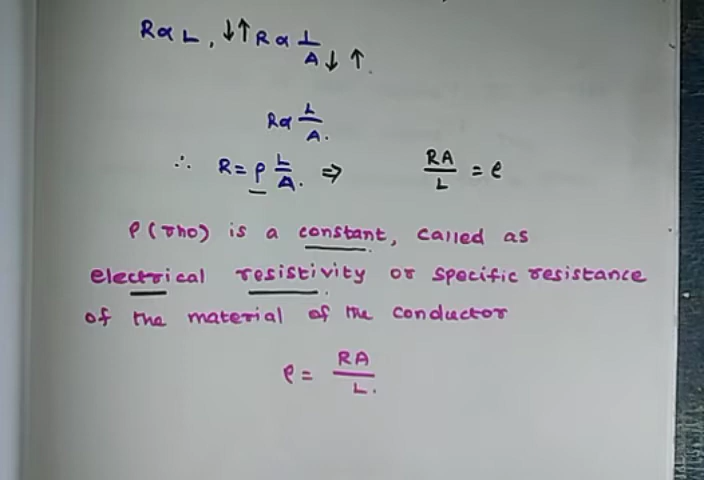 R∝ L, ↓↑ R ∝ L/A ↓ ↑.
R∝ L/A.
∴ R = ρ L/A. ⇒ RA/L = ρ
ρ (rho) is a constant, called as
electrical resistivity or specific resistance
of the material of the conductor
ρ = RA/L.